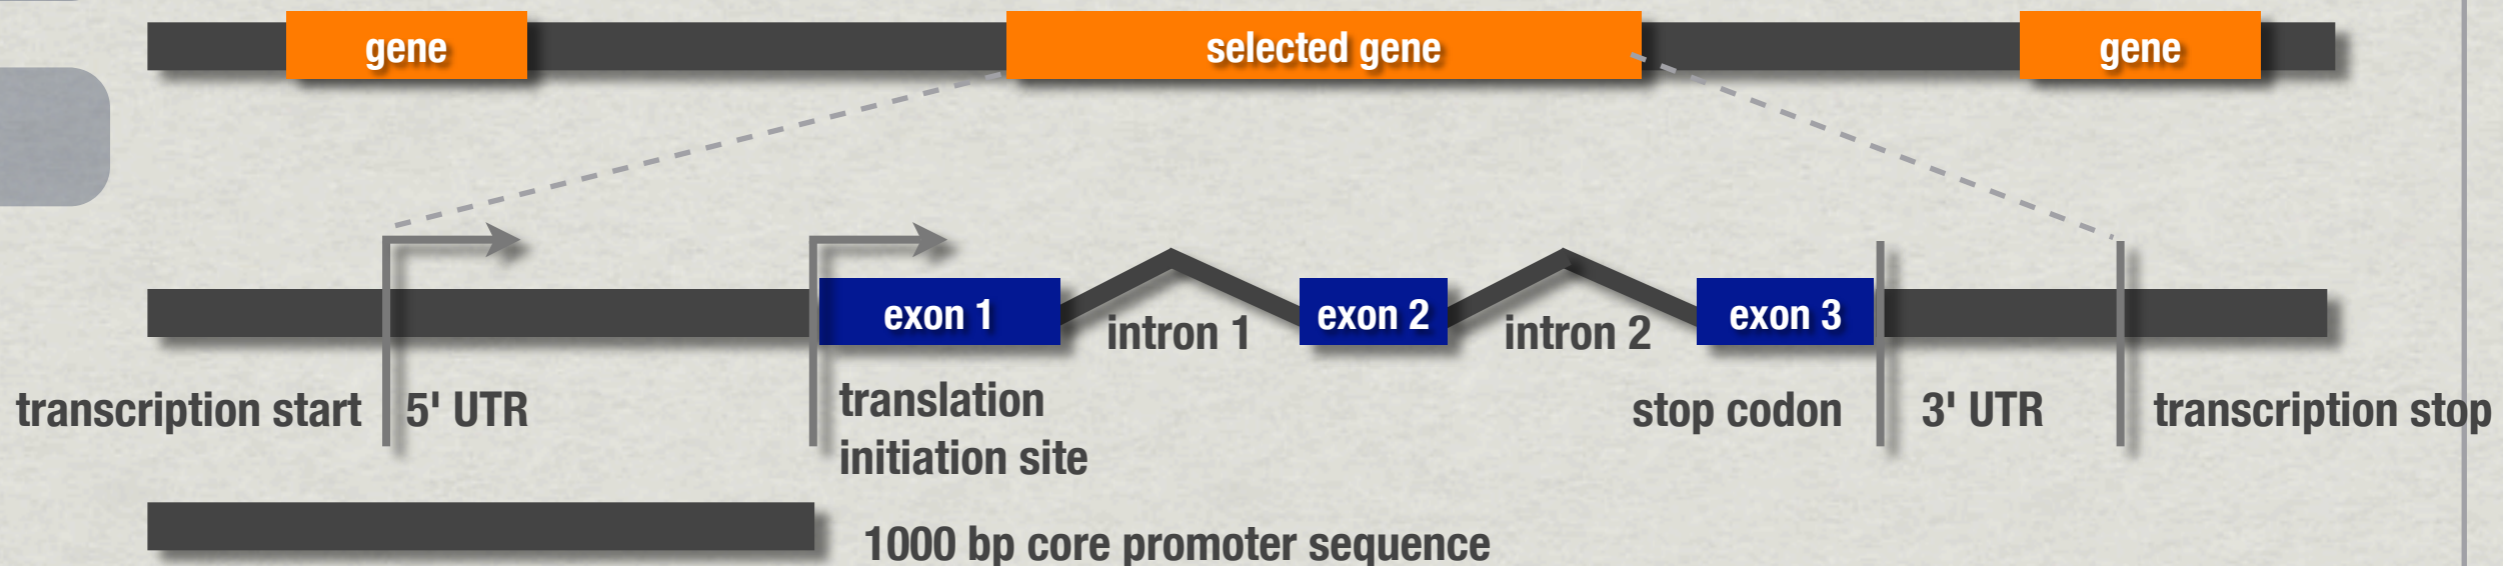 gene
selected gene
gene
exon 1
intron 1
exon 2
intron 2
exon 3
transcription start
5' UTR
translation
initiation site
stop codon
3' UTR
transcription stop
1000 bp core promoter sequence